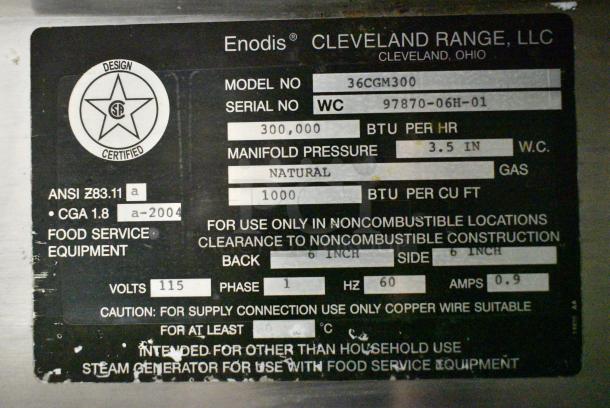 Enodis® CLEVELAND RANGE, LLC
CLEVELAND, OHIO
DESIGN
CERTIFIED
MODEL NO 36CGM300
SERIAL NO WC 97870-06H-01
300,000 BTU PER HR
MANIFOLD PRESSURE 3.5 IN W.C.
NATURAL GAS
1000 BTU PER CU FT
ANSI Z83.11 a
• CGA 1.8 a-2004
FOOD SERVICE
EQUIPMENT
FOR USE ONLY IN NONCOMBUSTIBLE LOCATIONS
CLEARANCE TO NONCOMBUSTIBLE CONSTRUCTION
BACK 6 INCH SIDE 6 INCH
VOLTS 115 PHASE 1 HZ 60 AMPS 0.9
CAUTION: FOR SUPPLY CONNECTION USE ONLY COPPER WIRE SUITABLE
FOR AT LEAST °C
INTENDED FOR OTHER THAN HOUSEHOLD USE
STEAM GENERATOR FOR USE WITH FOOD SERVICE EQUIPMENT